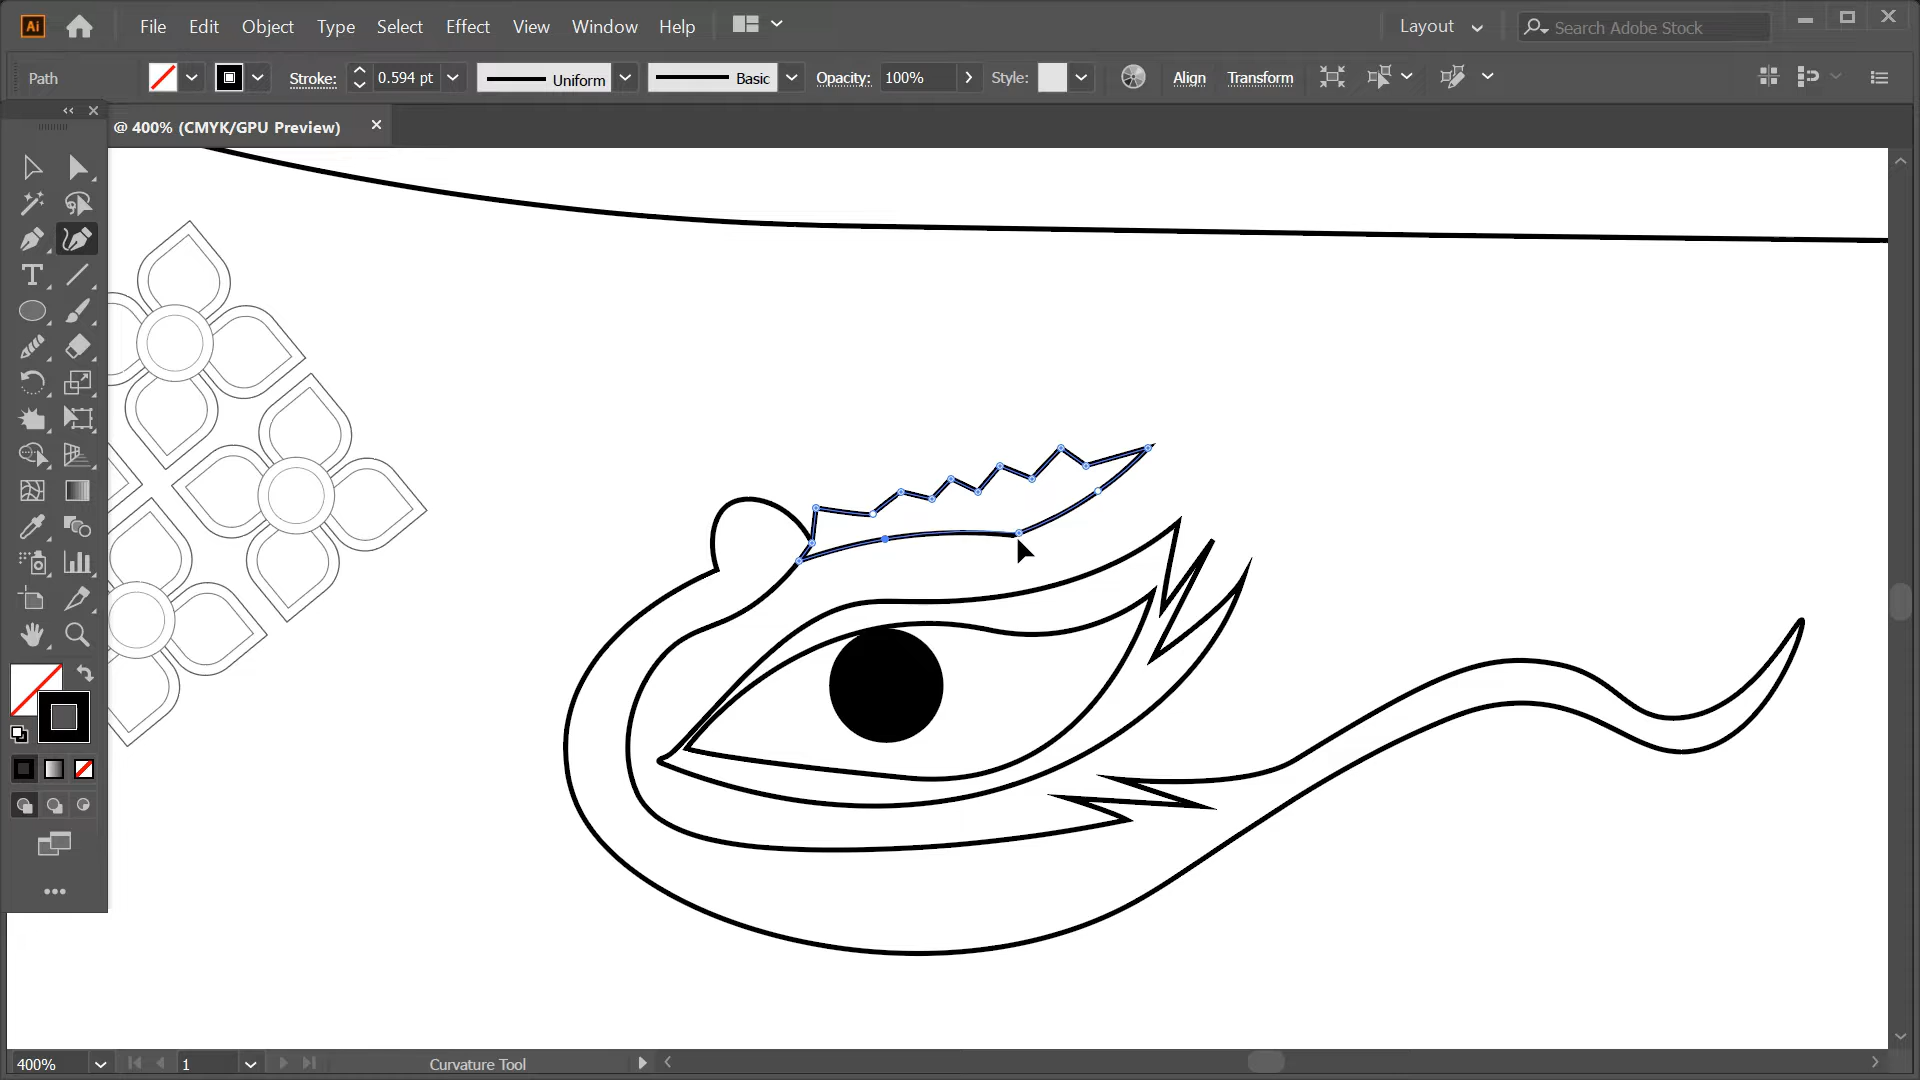 Ai File Edit Object Type Select Effect View Window Help Layout Search Adobe Stock
Path Stroke: 0.594 pt Uniform Basic Opacity: 100% Style: Align Transform
@ 400% (CMYK/GPU Preview)
400% 1 Curvature Tool